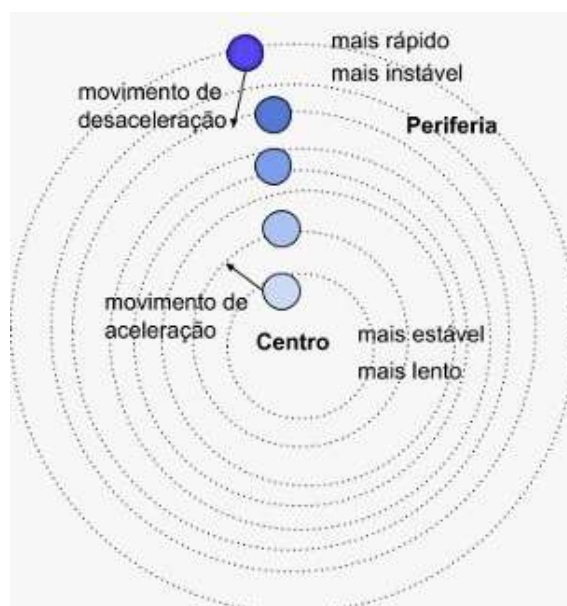 mais rápido
mais instável
movimento de
desaceleração
Periferia
movimento de
aceleração
Centro
mais estável
mais lento